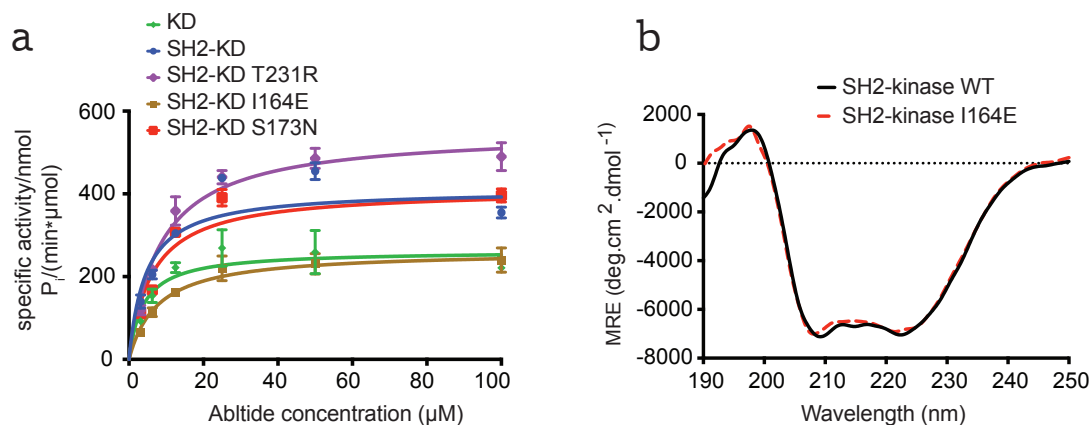 a
KD
SH2-KD
SH2-KD T231R
SH2-KD I164E
SH2-KD S173N
specific activity/nmol
Pᵢ/(min*µmol)
600
400
200
0
0 20 40 60 80 100
Abltide concentration (µM)
b
SH2-kinase WT
SH2-kinase I164E
MRE (deg.cm².dmol⁻¹)
2000
0
-2000
-4000
-6000
-8000
190 200 210 220 230 240 250
Wavelength (nm)